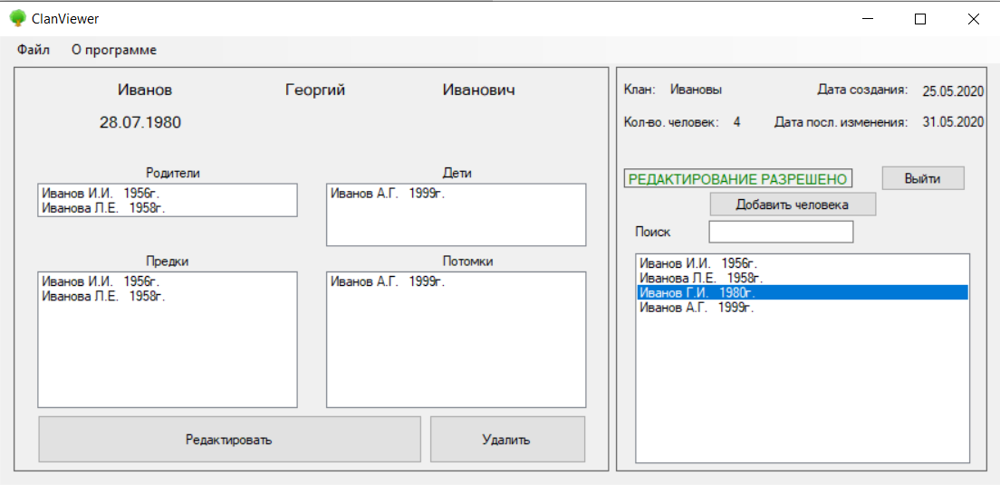 ClanViewer
Файл О программе
Иванов Георгий Иванович
28.07.1980
Родители
Иванов И.И. 1956г.
Иванова Л.Е. 1958г.
Дети
Иванов А.Г. 1999г.
Предки
Иванов И.И. 1956г.
Иванова Л.Е. 1958г.
Потомки
Иванов А.Г. 1999г.
Редактировать Удалить
Клан: Ивановы Дата создания: 25.05.2020
Кол-во. человек: 4 Дата посл. изменения: 31.05.2020
РЕДАКТИРОВАНИЕ РАЗРЕШЕНО Выйти
Добавить человека
Поиск
Иванов И.И. 1956г.
Иванова Л.Е. 1958г.
Иванов Г.И. 1980г.
Иванов А.Г. 1999г.